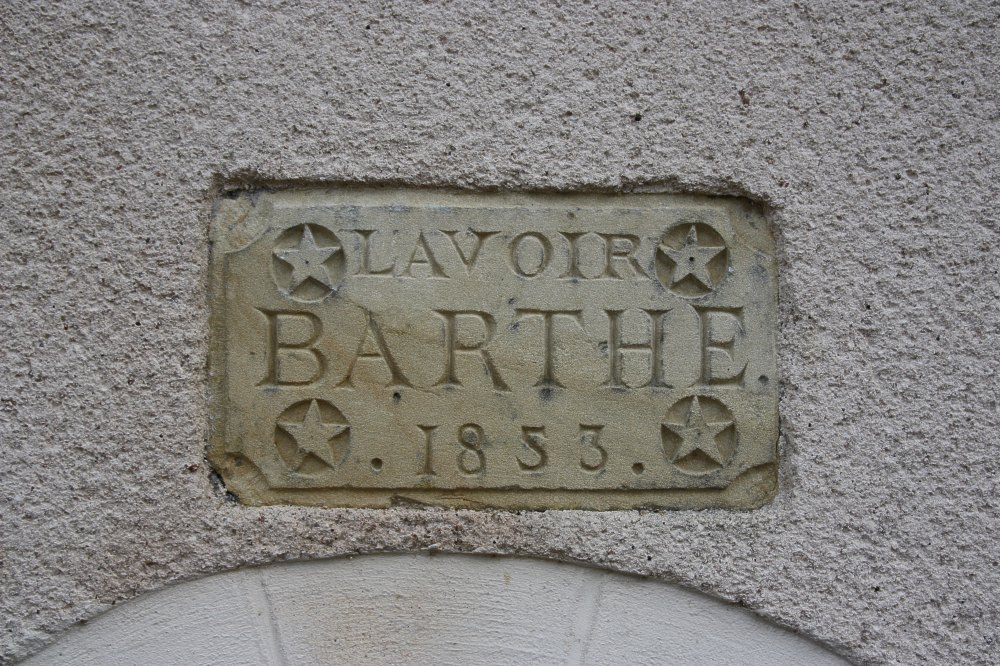 LAVOIR
BARTHE.
. 1853 .